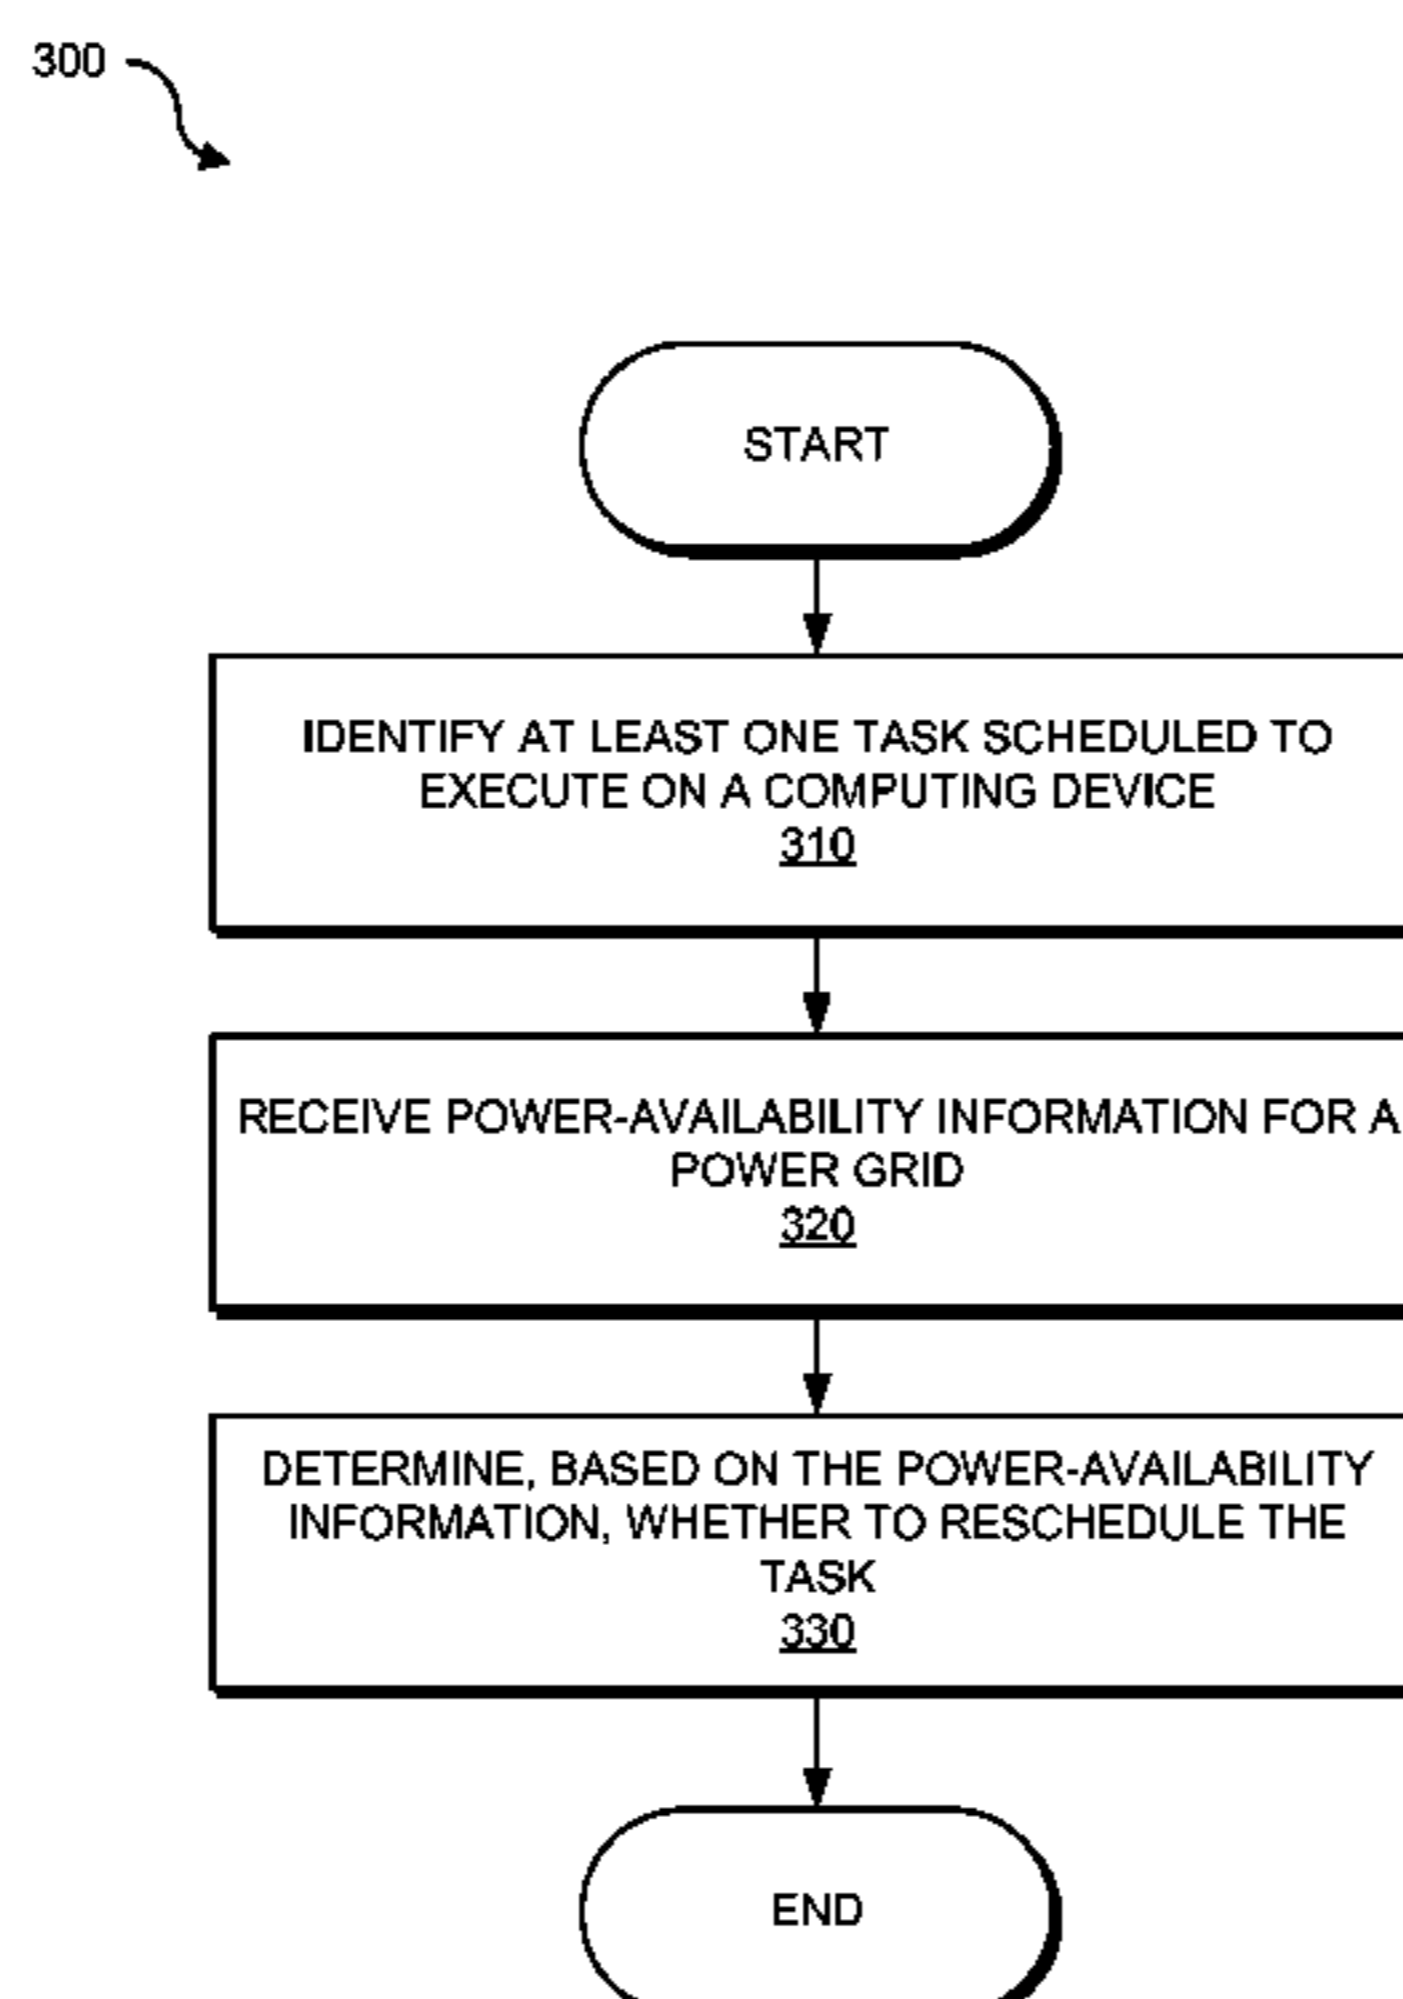 300
START
IDENTIFY AT LEAST ONE TASK SCHEDULED TO
EXECUTE ON A COMPUTING DEVICE
310
RECEIVE POWER-AVAILABILITY INFORMATION FOR A
POWER GRID
320
DETERMINE, BASED ON THE POWER-AVAILABILITY
INFORMATION, WHETHER TO RESCHEDULE THE
TASK
330
END